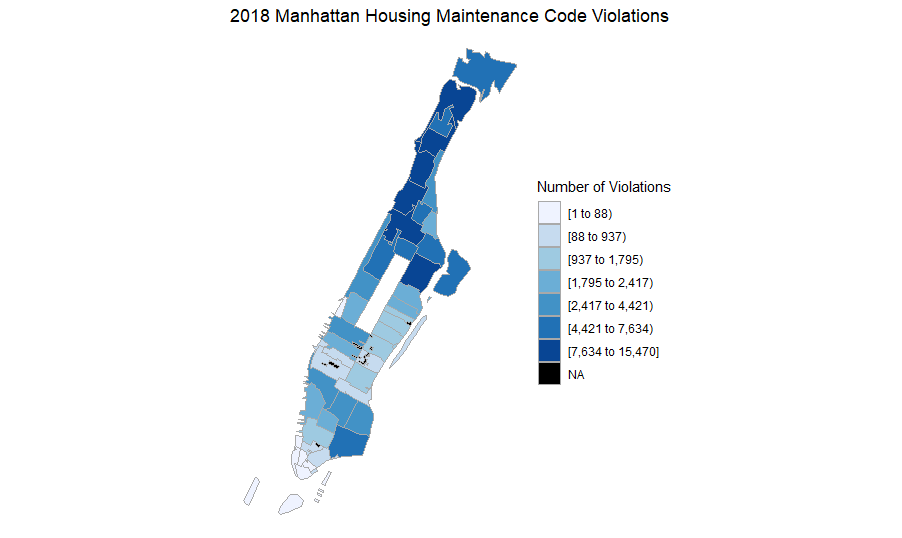 2018 Manhattan Housing Maintenance Code Violations
Number of Violations
[1 to 88)
[88 to 937)
[937 to 1,795)
[1,795 to 2,417)
[2,417 to 4,421)
[4,421 to 7,634)
[7,634 to 15,470]
NA